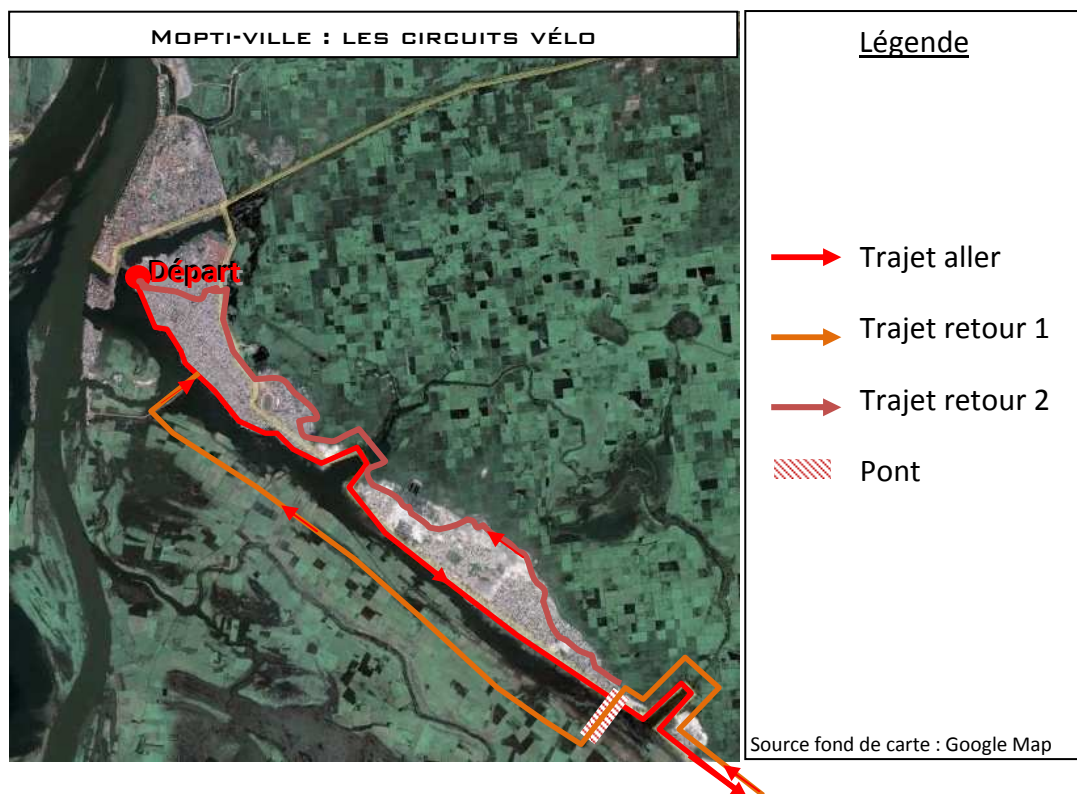 Mopti-ville : les circuits vélo
Départ
Légende
Trajet aller
Trajet retour 1
Trajet retour 2
Pont
Source fond de carte : Google Map